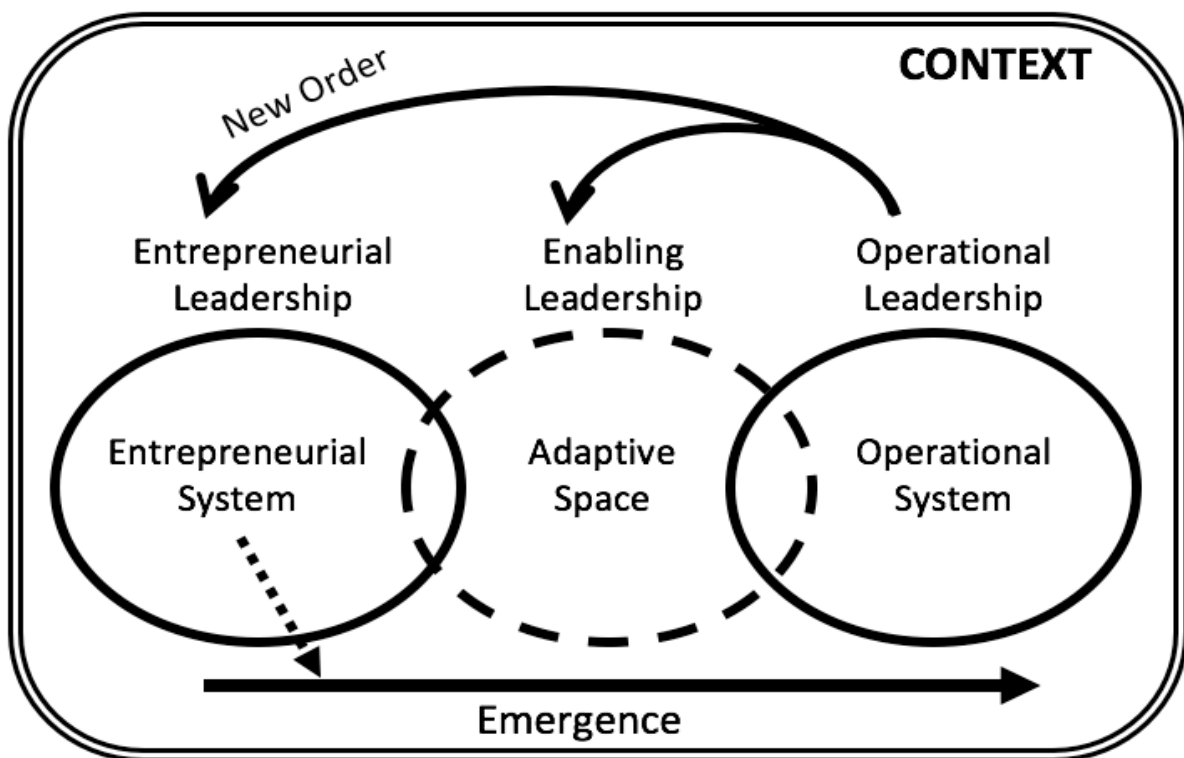 CONTEXT
New Order
Entrepreneurial
Leadership
Enabling
Leadership
Operational
Leadership
Entrepreneurial
System
Adaptive
Space
Operational
System
Emergence